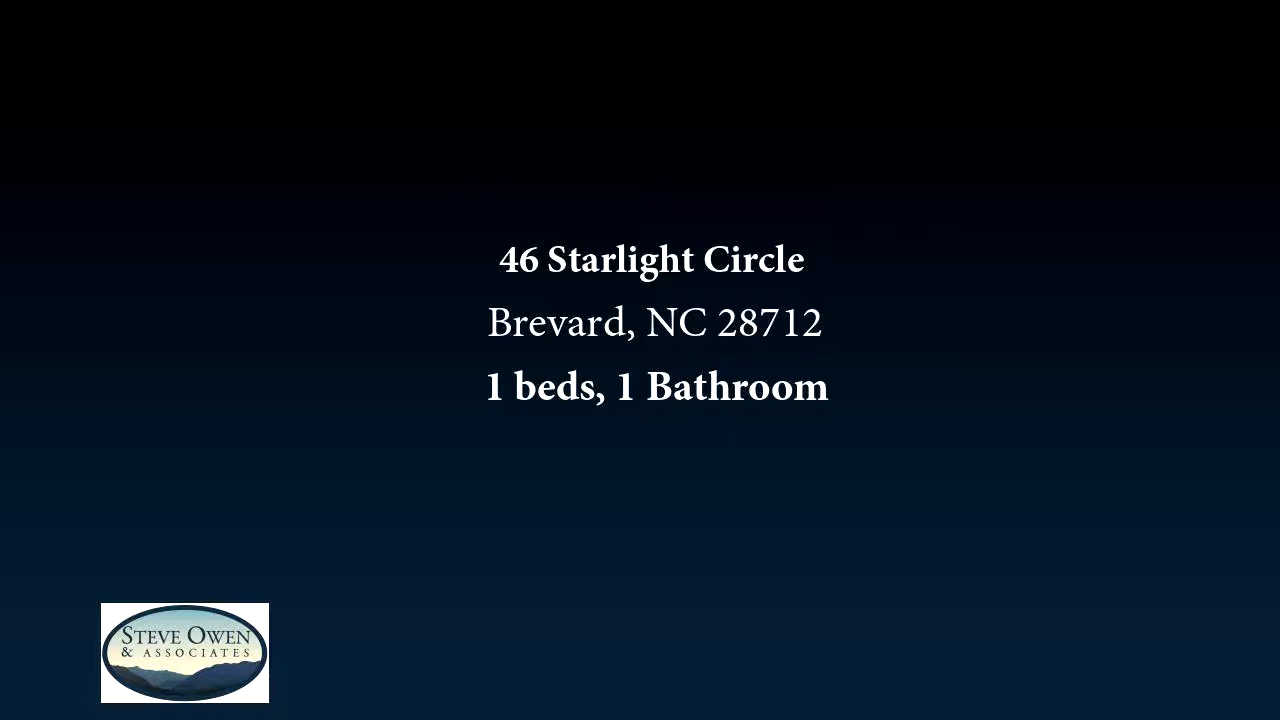 46 Starlight Circle
Brevard, NC 28712
1 beds, 1 Bathroom
STEVE OWEN
& ASSOCIATES